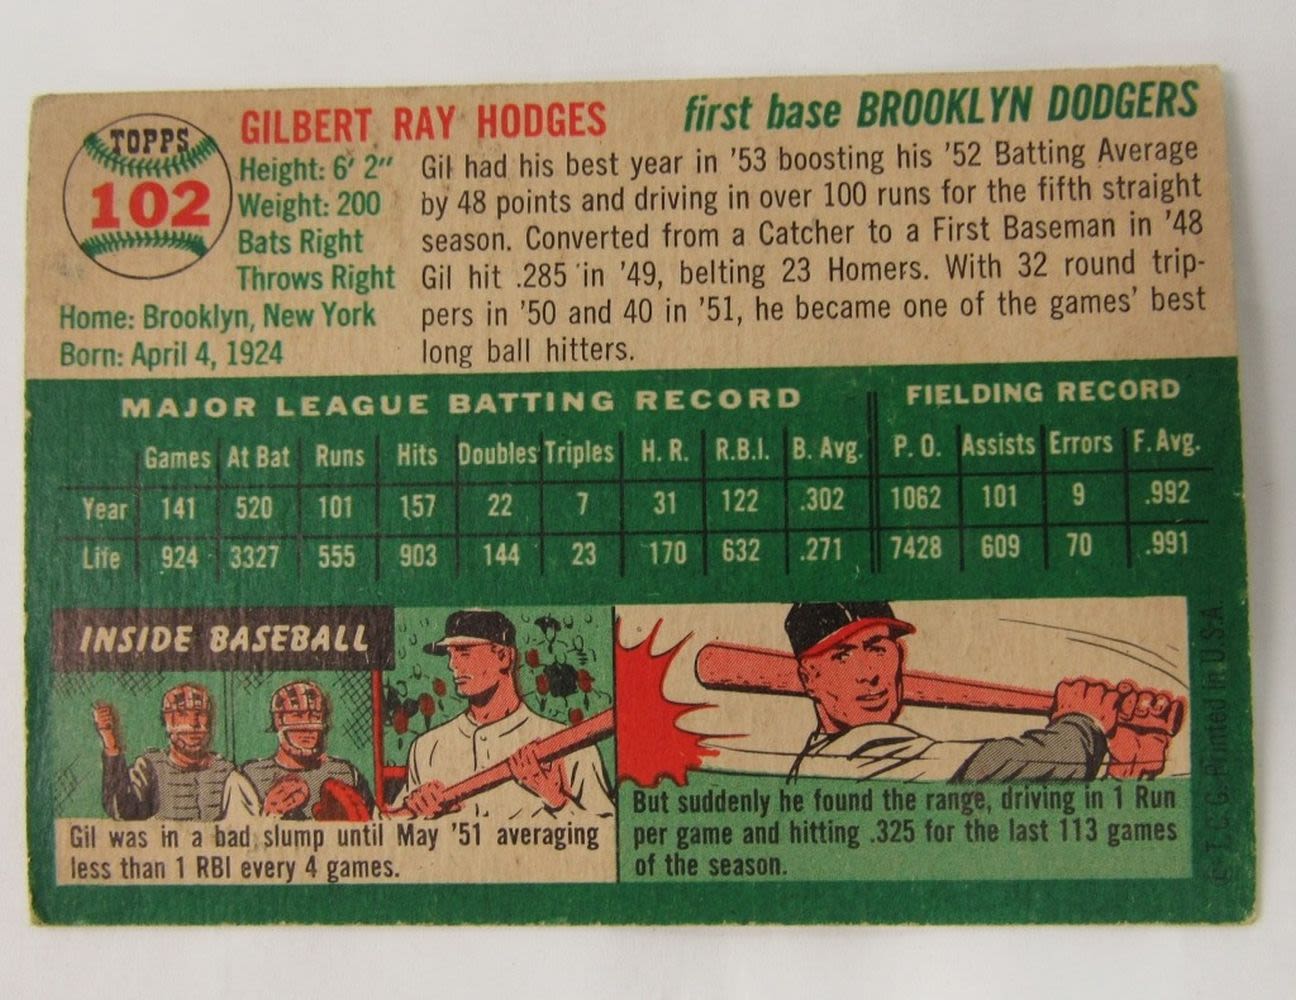 TOPPS
102
GILBERT RAY HODGES
first base BROOKLYN DODGERS
Height: 6' 2"
Weight: 200
Bats Right
Throws Right
Home: Brooklyn, New York
Born: April 4, 1924
Gil had his best year in '53 boosting his '52 Batting Average
by 48 points and driving in over 100 runs for the fifth straight
season. Converted from a Catcher to a First Baseman in '48
Gil hit .285 in '49, belting 23 Homers. With 32 round trip-
pers in '50 and 40 in '51, he became one of the games' best
long ball hitters.
MAJOR LEAGUE BATTING RECORD
FIELDING RECORD
Games At Bat Runs Hits Doubles Triples H. R. R.B.I. B. Avg. P. O. Assists Errors F. Avg.
Year 141 520 101 157 22 7 31 122 .302 1062 101 9 .992
Life 924 3327 555 903 144 23 170 632 .271 7428 609 70 .991
INSIDE BASEBALL
Gil was in a bad slump until May '51 averaging
less than 1 RBI every 4 games.
But suddenly he found the range, driving in 1 Run
per game and hitting .325 for the last 113 games
of the season.
© T. C. G. Printed in U.S.A.